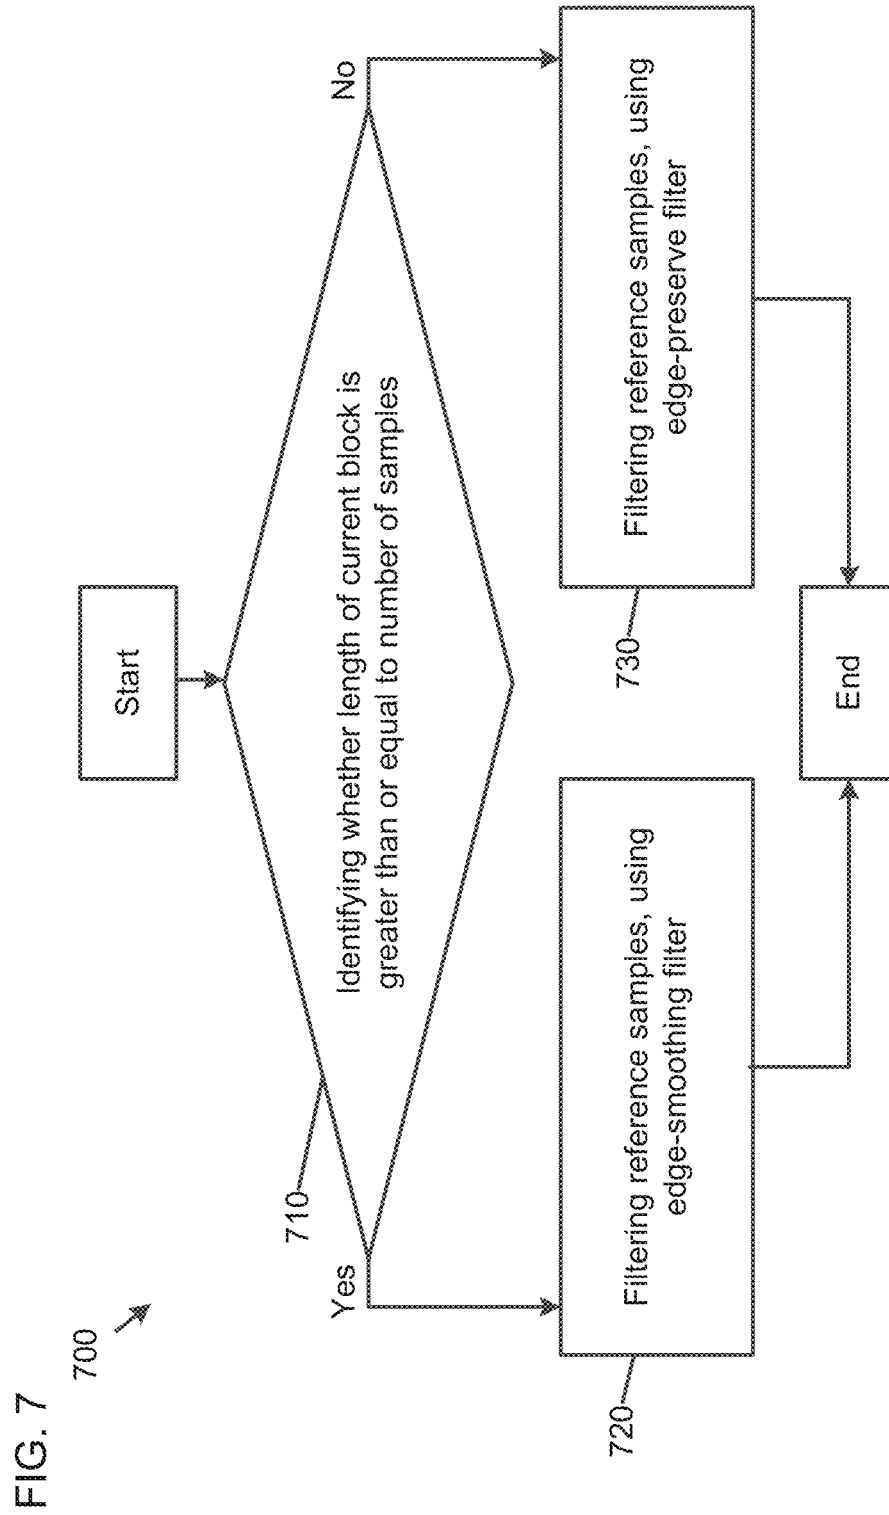 FIG. 7
700
Start
710
Identifying whether length of current block is
greater than or equal to number of samples
Yes
No
720
Filtering reference samples, using
edge-smoothing filter
730
Filtering reference samples, using
edge-preserve filter
End